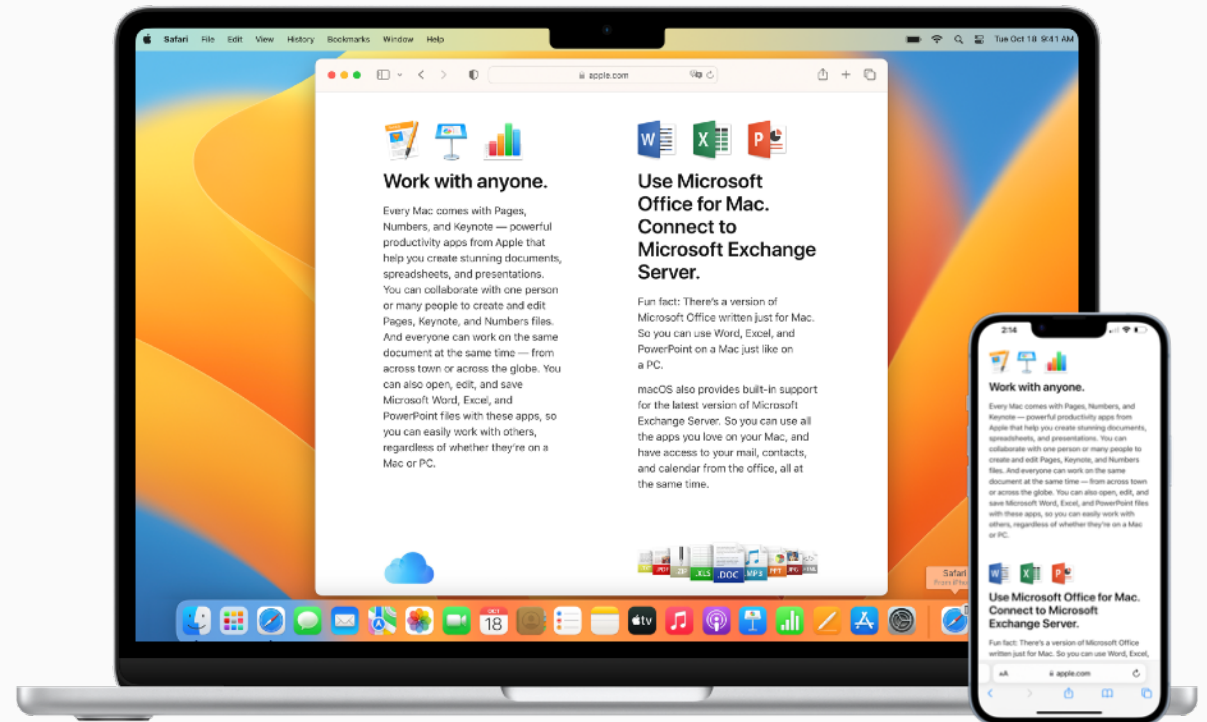 Safari File Edit View History Bookmarks Window Help
Tue Oct 18 9:41 AM
apple.com
W X P
Work with anyone.
Every Mac comes with Pages,
Numbers, and Keynote — powerful
productivity apps from Apple that
help you create stunning documents,
spreadsheets, and presentations.
You can collaborate with one person
or many people to create and edit
Pages, Keynote, and Numbers files.
And everyone can work on the same
document at the same time — from
across town or across the globe. You
can also open, edit, and save
Microsoft Word, Excel, and
PowerPoint files with these apps, so
you can easily work with others,
regardless of whether they're on a
Mac or PC.
Use Microsoft
Office for Mac.
Connect to
Microsoft Exchange
Server.
Fun fact: There's a version of
Microsoft Office written just for Mac.
So you can use Word, Excel, and
PowerPoint on a Mac just like on
a PC.
macOS also provides built-in support
for the latest version of Microsoft
Exchange Server. So you can use all
the apps you love on your Mac, and
have access to your mail, contacts,
and calendar from the office, all at
the same time.
.PDF .ZIP .XLS .DOC .MP3 .PPT .JPG
Safari
OCT
18
tv
2:14
Work with anyone.
Every Mac comes with Pages, Numbers, and
Keynote — powerful productivity apps from
Apple that help you create stunning documents,
spreadsheets, and presentations. You can
collaborate with one person or many people to
create and edit Pages, Keynote, and Numbers
files. And everyone can work on the same
document at the same time — from across town
or across the globe. You can also open, edit, and
save Microsoft Word, Excel, and PowerPoint files
with these apps, so you can easily work with
others, regardless of whether they're on a Mac
or PC.
W X P
Use Microsoft Office for Mac.
Connect to Microsoft
Exchange Server.
Fun fact: There's a version of Microsoft Office
written just for Mac. So you can use Word, Excel,
AA apple.com